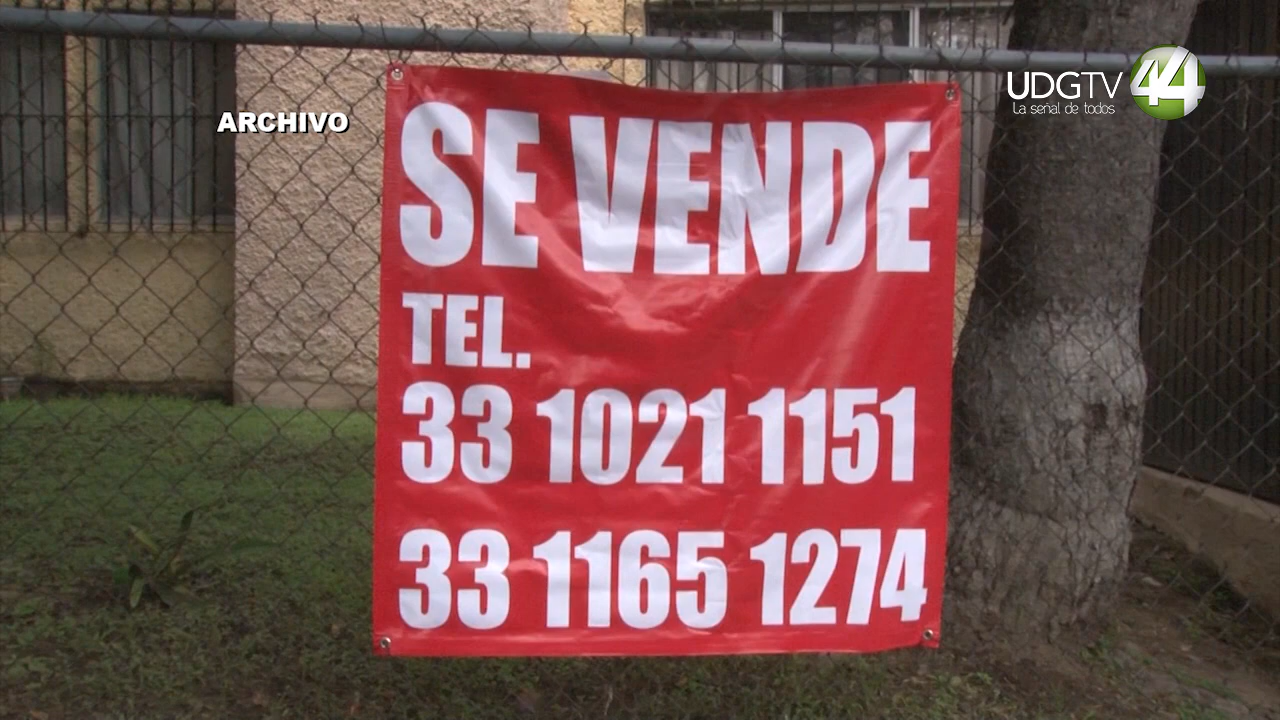 UDGTV 44
La señal de todos
ARCHIVO
SE VENDE
TEL.
33 1021 1151
33 1165 1274